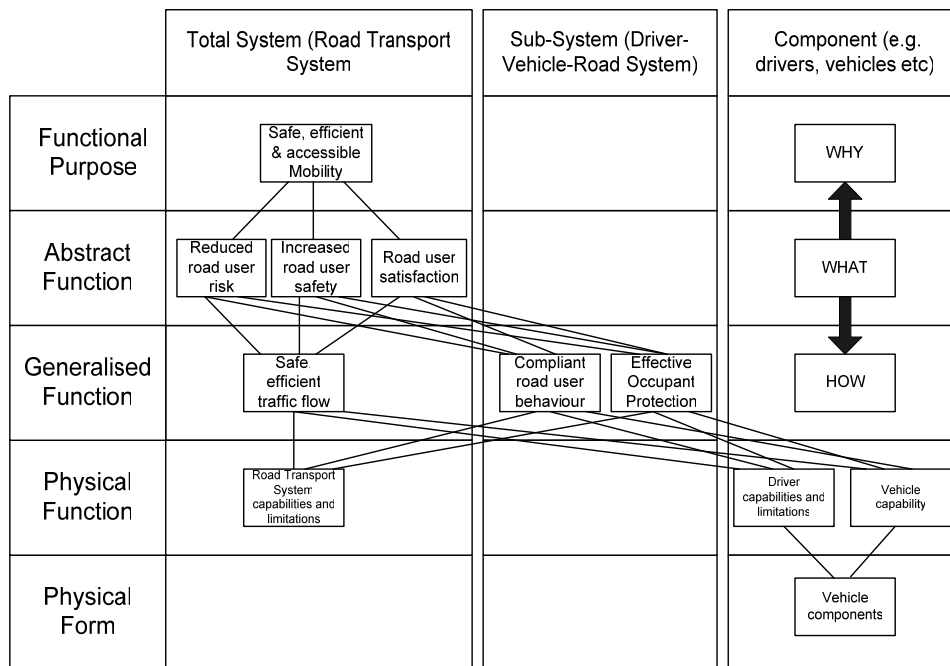 Total System (Road Transport
System
Sub-System (Driver-
Vehicle-Road System)
Component (e.g.
drivers, vehicles etc)
Functional
Purpose
Safe, efficient
& accessible
Mobility
WHY
Abstract
Function
Reduced
road user
risk
Increased
road user
safety
Road user
satisfaction
WHAT
Generalised
Function
Safe,
efficient
traffic flow
Compliant
road user
behaviour
Effective
Occupant
Protection
HOW
Physical
Function
Road Transport
System
capabilities and
limitations
Driver
capabilities and
limitations
Vehicle
capability
Physical
Form
Vehicle
components